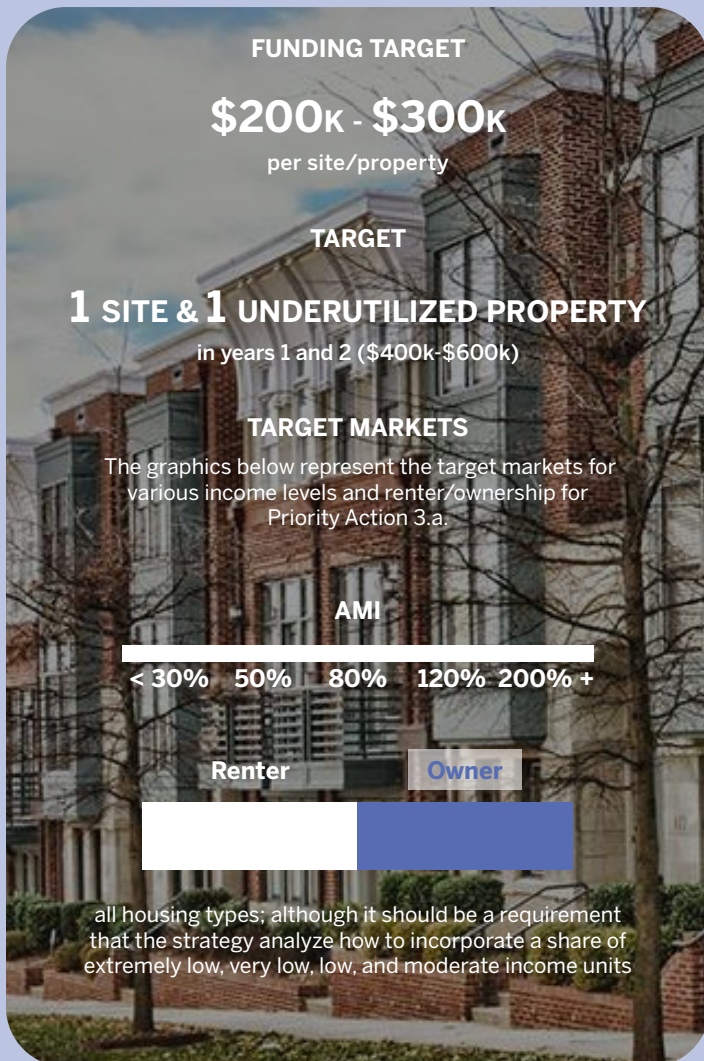 FUNDING TARGET
$200K - $300K
per site/property
TARGET
1 SITE & 1 UNDERUTILIZED PROPERTY
in years 1 and 2 ($400k-$600k)
TARGET MARKETS
The graphics below represent the target markets for
various income levels and renter/ownership for
Priority Action 3.a.
AMI
< 30% 50% 80% 120% 200% +
Renter Owner
all housing types; although it should be a requirement
that the strategy analyze how to incorporate a share of
extremely low, very low, low, and moderate income units